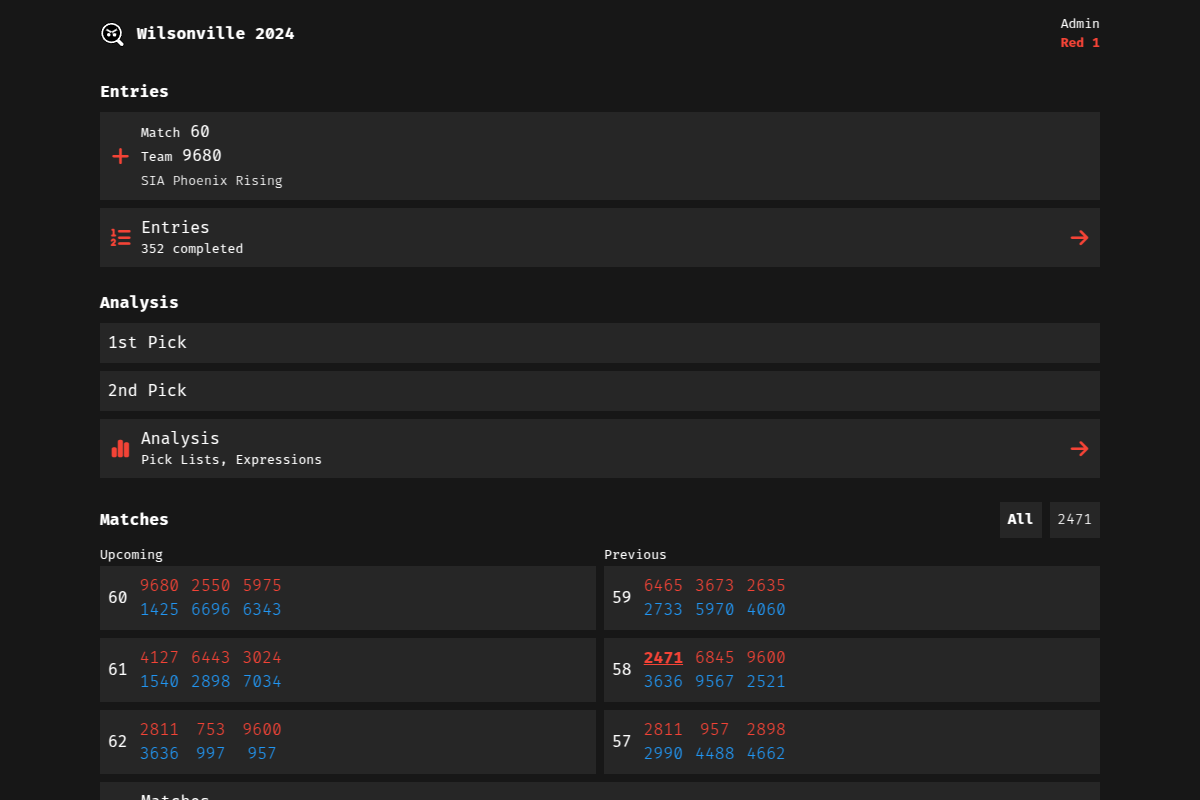 Wilsonville 2024
Admin
Red 1
Entries
Match 60
Team 9680
SIA Phoenix Rising
Entries
352 completed
Analysis
1st Pick
2nd Pick
Analysis
Pick Lists, Expressions
Matches
All 2471
Upcoming
60
9680 2550 5975
1425 6696 6343
61
4127 6443 3024
1540 2898 7034
62
2811 753 9600
3636 997 957
Previous
59
6465 3673 2635
2733 5970 4060
58
2471 6845 9600
3636 9567 2521
57
2811 957 2898
2990 4488 4662
Matches